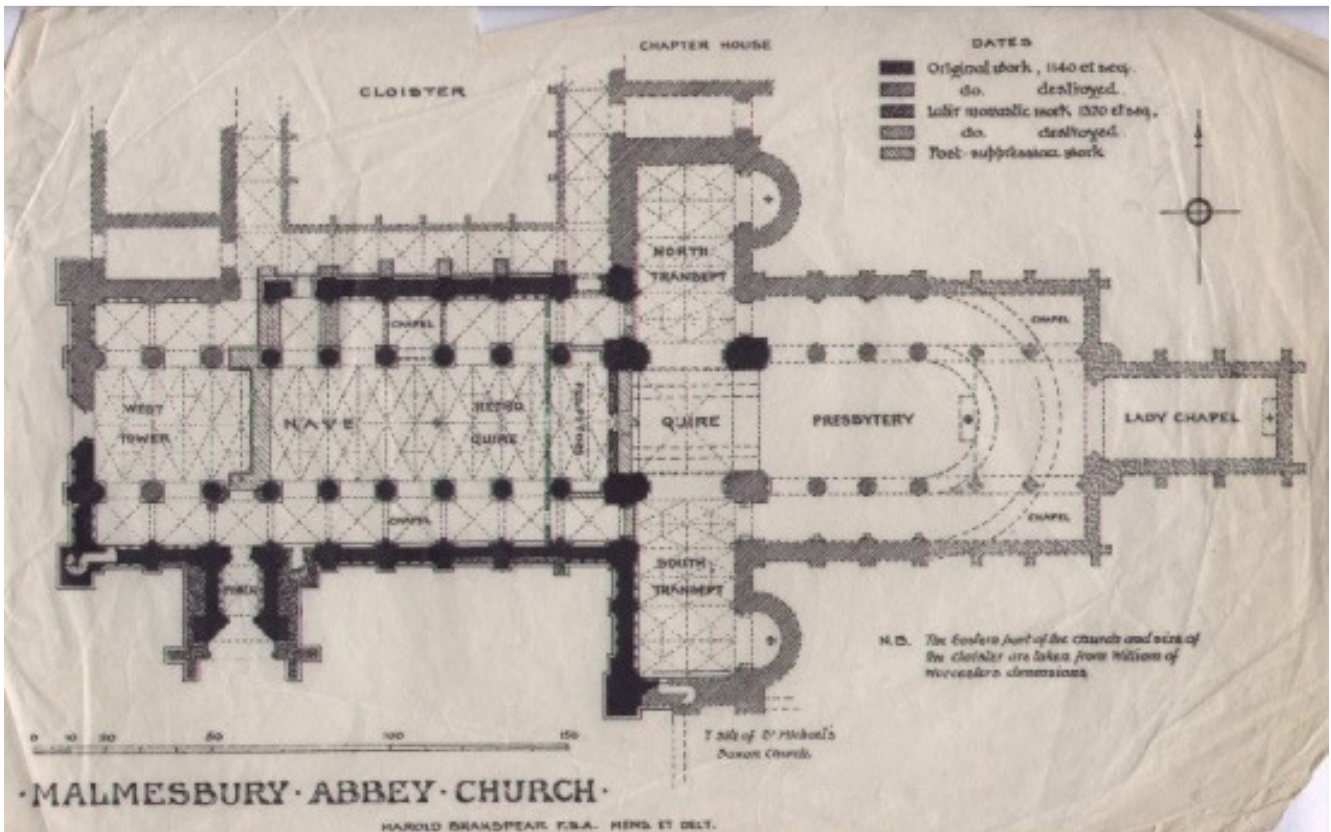 CHAPTER HOUSE
DATES
Original work, 1140 et seq.
do. destroyed.
Later monastic work 1320 et seq.,
do. destroyed
Post-suppression work
CLOISTER
NORTH
TRANSEPT
CHAPEL
CHAPEL
WEST
TOWER
NAVE
RETRO
QUIRE
QUIRE
PRESBYTERY
LADY CHAPEL
CHAPEL
CHAPEL
PORCH
SOUTH
TRANSEPT
N.B. The Eastern part of the church and size of
the Cloister are taken from William of
Worcester's dimensions
? site of St Michael's
Saxon Church.
0 10 20 50 100 150
·MALMESBURY·ABBEY·CHURCH·
HAROLD BRAKSPEAR F.S.A. MENS. ET DELT.